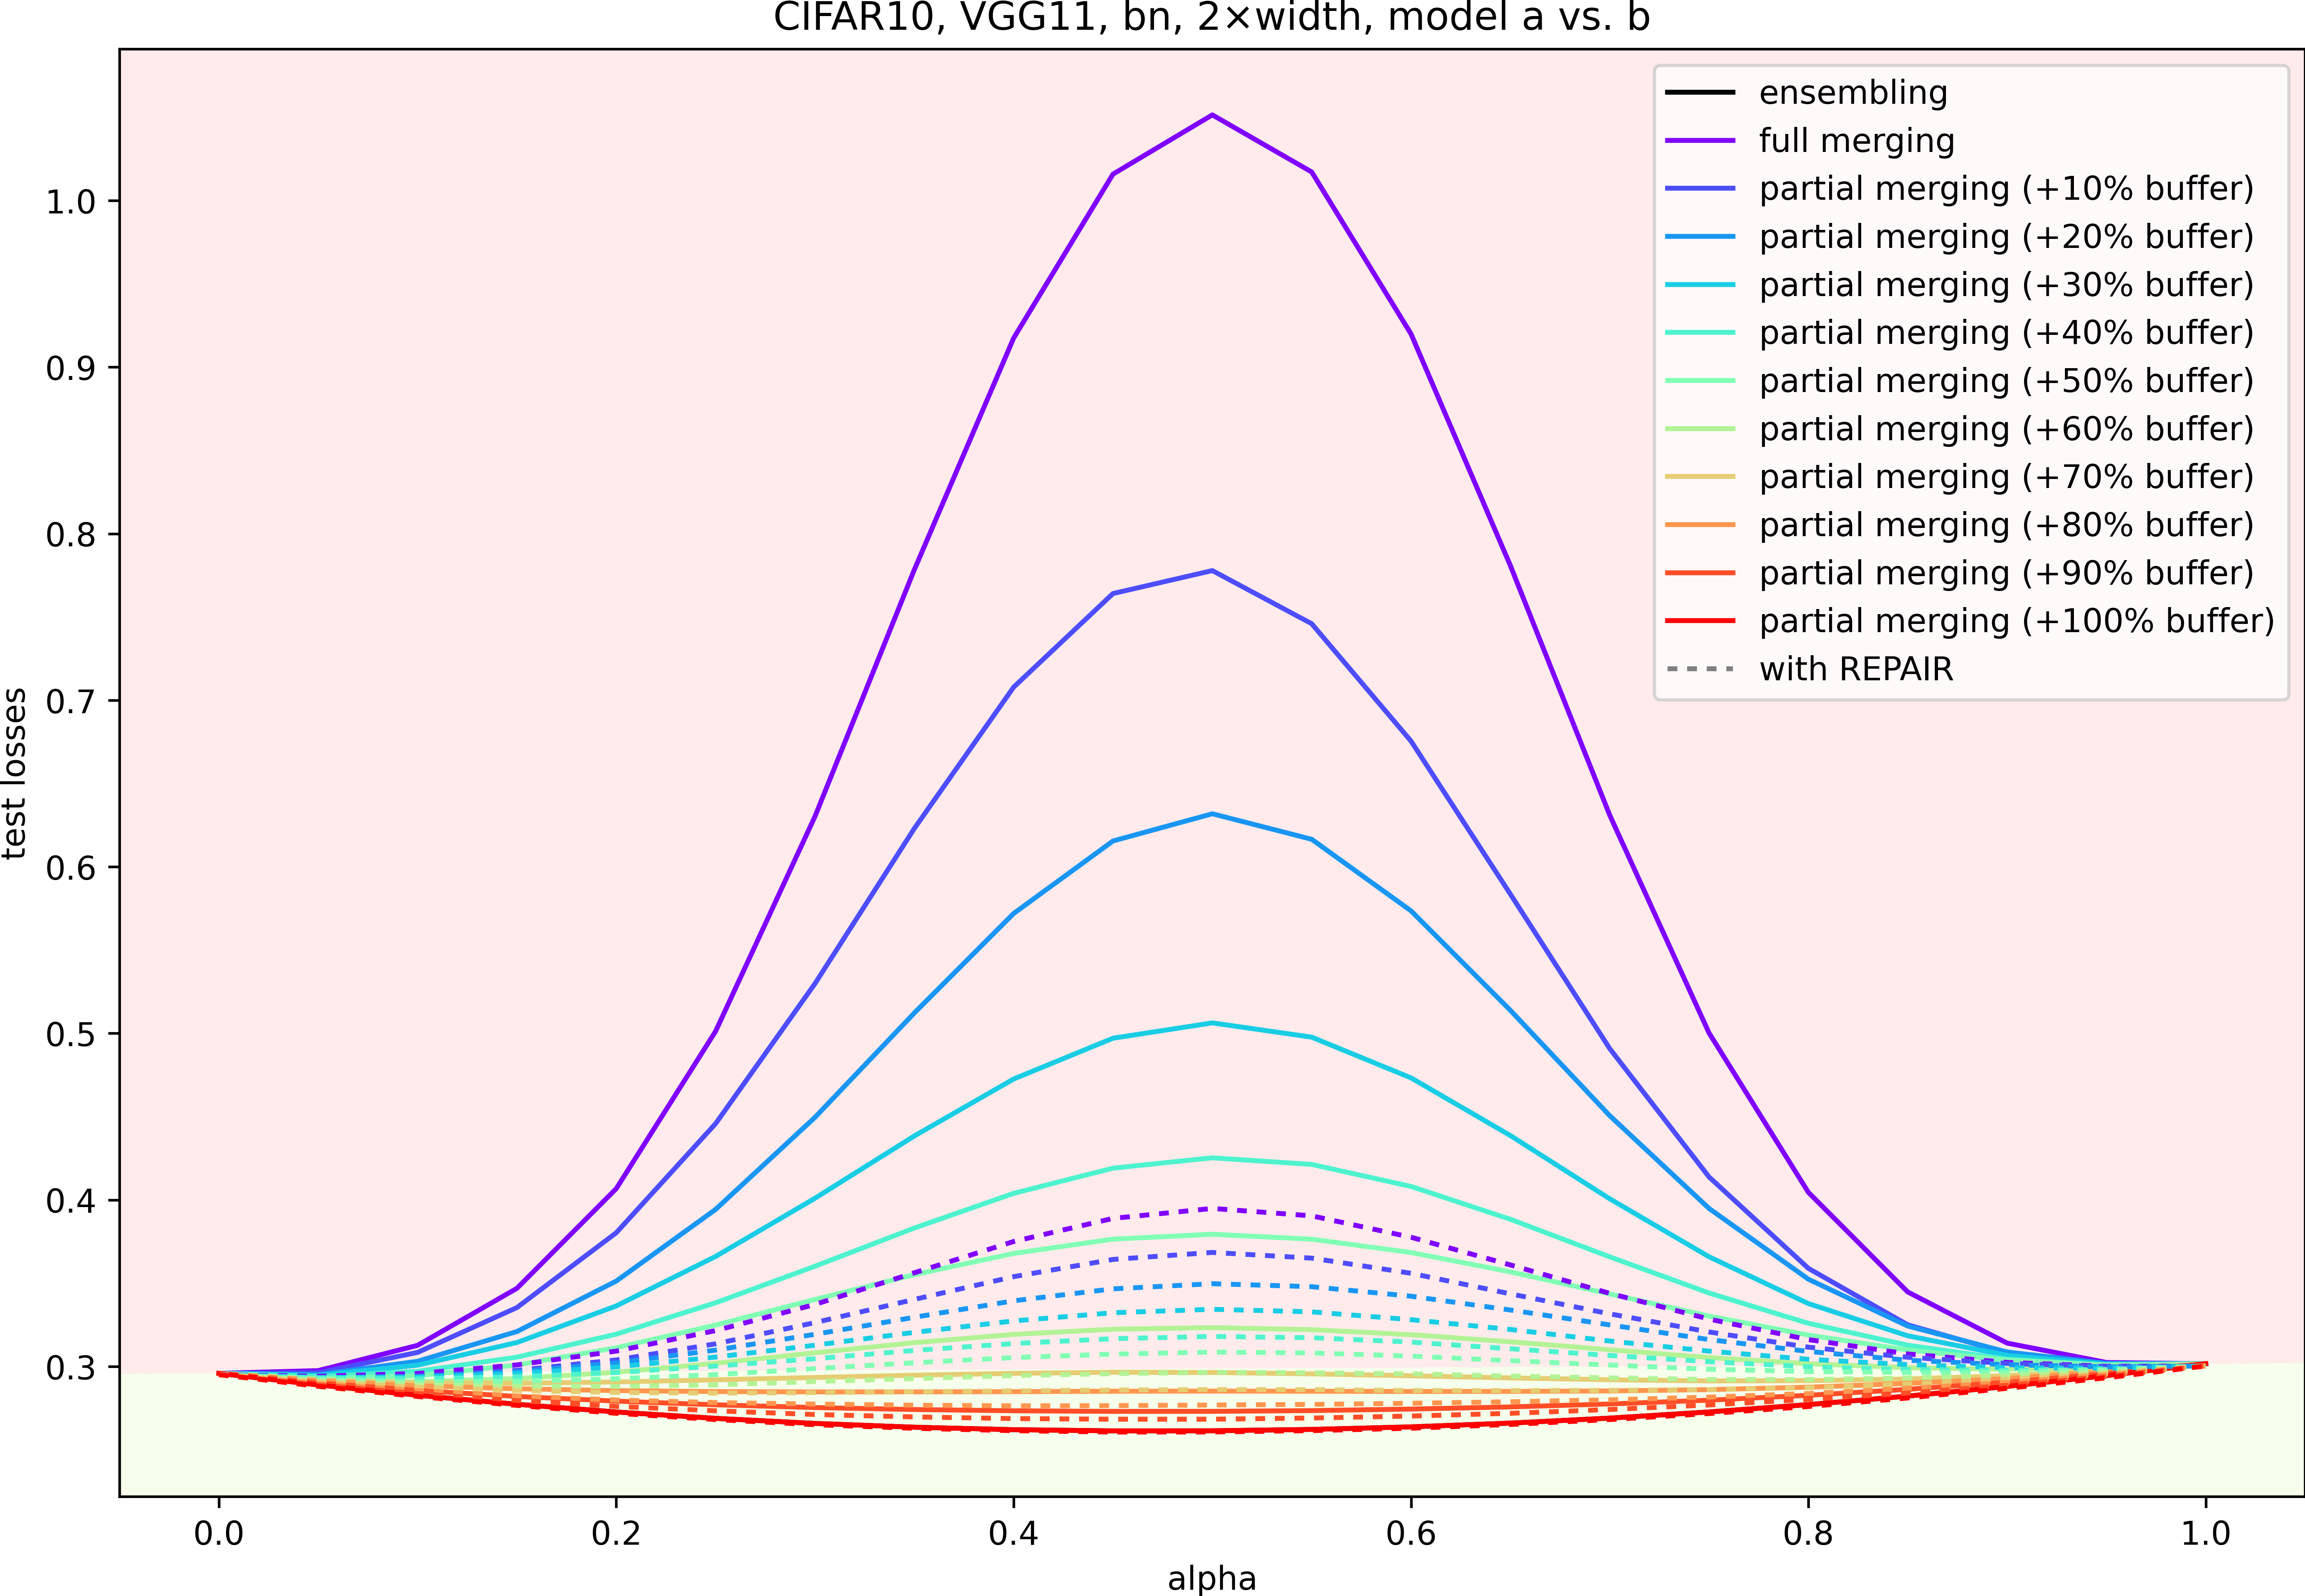 CIFAR10, VGG11, bn, 2×width, model a vs. b
ensembling
full merging
partial merging (+10% buffer)
partial merging (+20% buffer)
partial merging (+30% buffer)
partial merging (+40% buffer)
partial merging (+50% buffer)
partial merging (+60% buffer)
partial merging (+70% buffer)
partial merging (+80% buffer)
partial merging (+90% buffer)
partial merging (+100% buffer)
with REPAIR
test losses
1.0
0.9
0.8
0.7
0.6
0.5
0.4
0.3
0.0 0.2 0.4 0.6 0.8 1.0
alpha